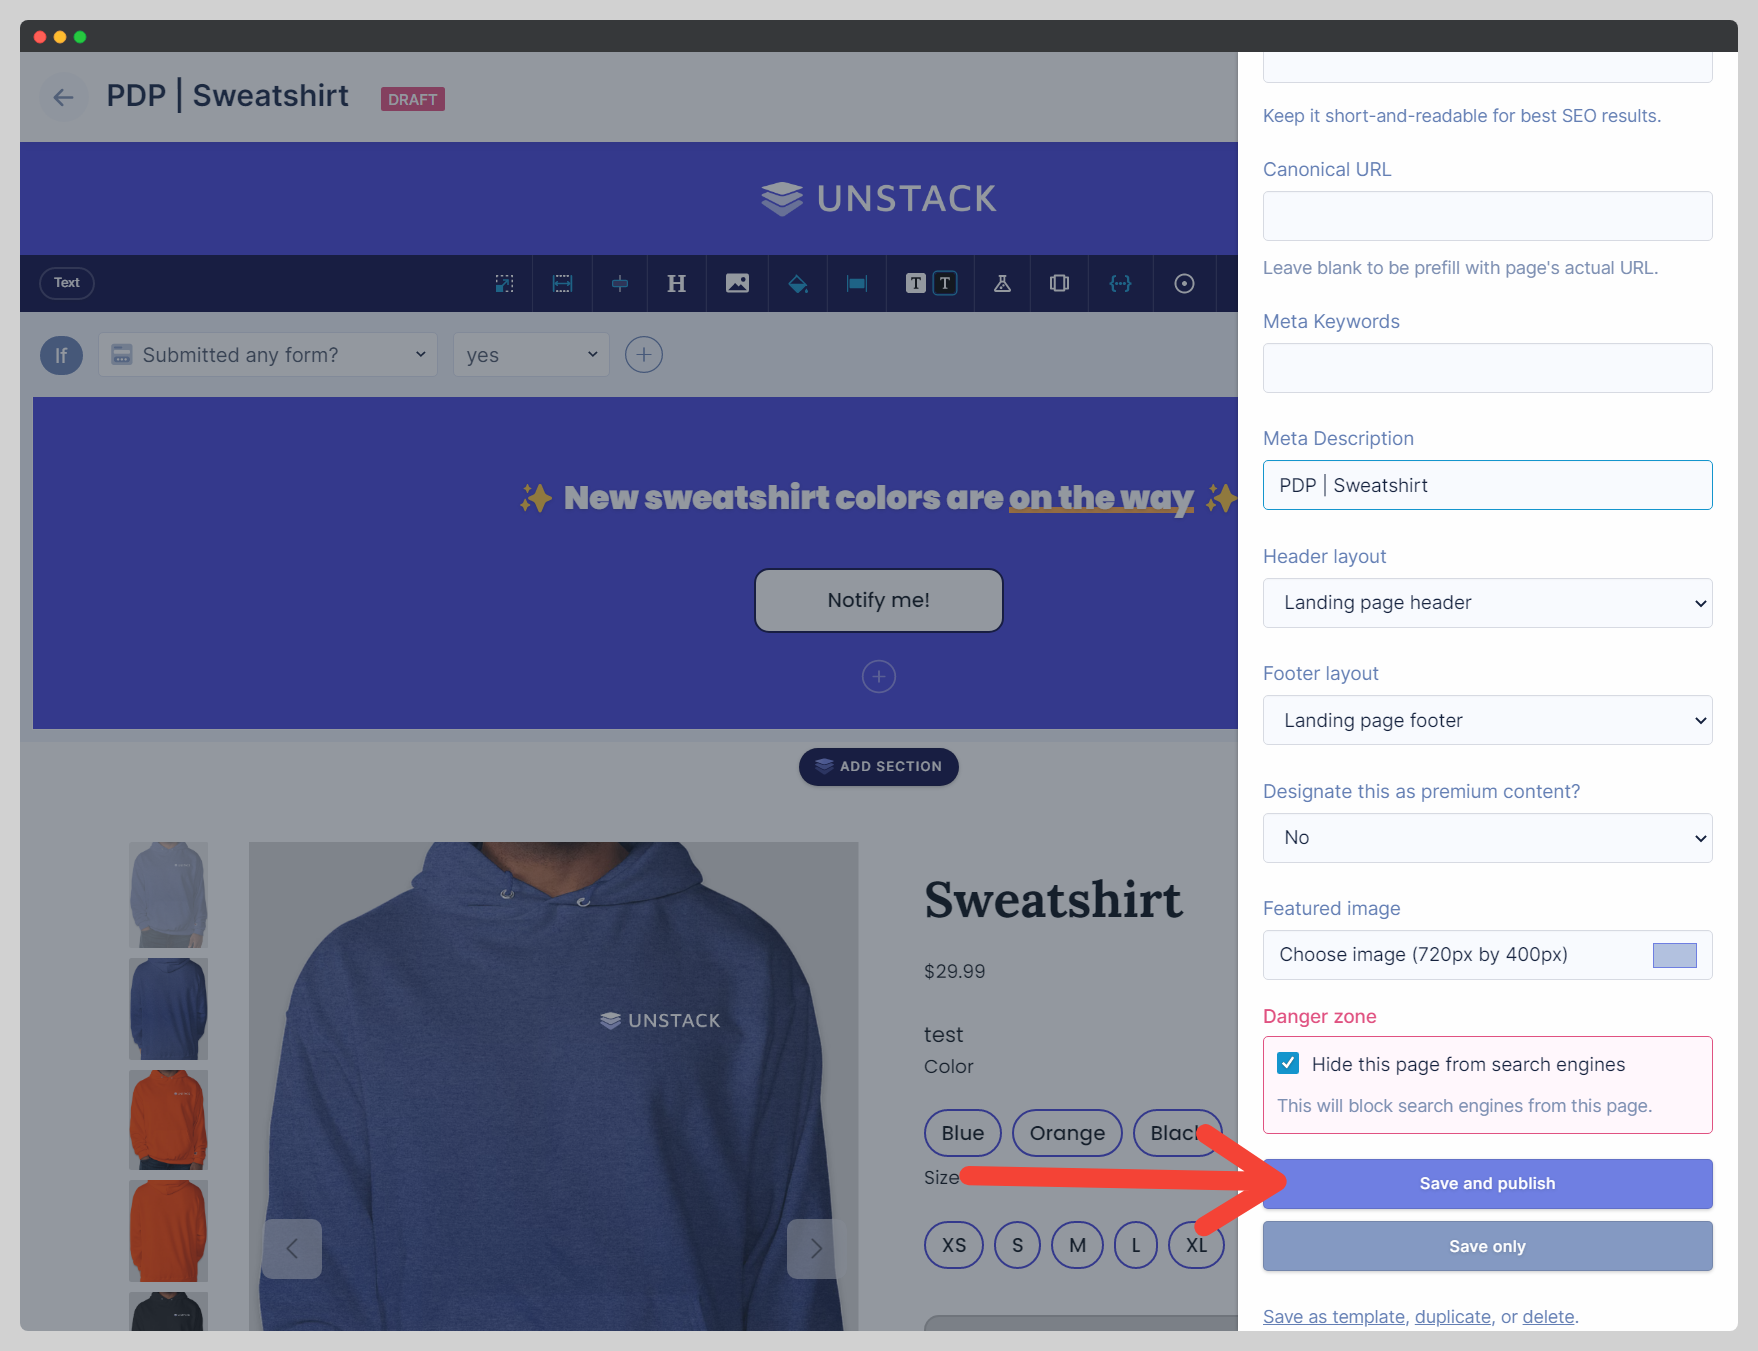 PDP | Sweatshirt
DRAFT
UNSTACK
Text
H
T T
If
Submitted any form?
yes
✨ New sweatshirt colors are on the way ✨
Notify me!
ADD SECTION
UNSTACK
Sweatshirt
$29.99
test
Color
Blue
Orange
Black
Size
XS
S
M
L
XL
Keep it short-and-readable for best SEO results.
Canonical URL
Leave blank to be prefill with page's actual URL.
Meta Keywords
Meta Description
PDP | Sweatshirt
Header layout
Landing page header
Footer layout
Landing page footer
Designate this as premium content?
No
Featured image
Choose image (720px by 400px)
Danger zone
Hide this page from search engines
This will block search engines from this page.
Save and publish
Save only
Save as template, duplicate, or delete.